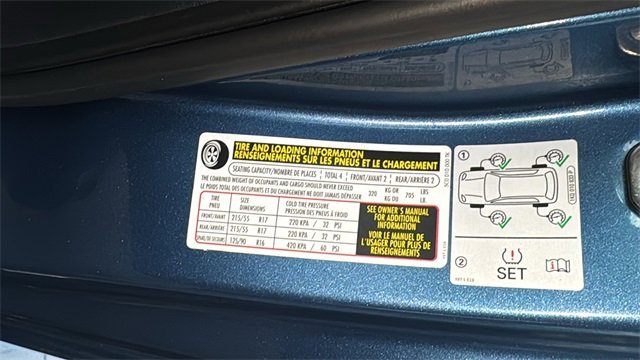 TIRE AND LOADING INFORMATION
RENSEIGNEMENTS SUR LES PNEUS ET LE CHARGEMENT
SEATING CAPACITY/NOMBRE DE PLACES TOTAL 4 FRONT/AVANT 2 REAR/ARRIÈRE 2
THE COMBINED WEIGHT OF OCCUPANTS AND CARGO SHOULD NEVER EXCEED
LE POIDS TOTAL DES OCCUPANTS ET DU CHARGEMENT NE DOIT JAMAIS DÉPASSER
320 KG OR 705 LBS
KG OU LB.
TIRE PNEU SIZE DIMENSIONS COLD TIRE PRESSURE PRESSION DES PNEUS À FROID
FRONT/AVANT 215/55 R17 220 KPA / 32 PSI
REAR/ARRIÈRE 215/55 R17 220 KPA / 32 PSI
SPARE/DE SECOURS 125/90 R16 420 KPA / 60 PSI
SEE OWNER'S MANUAL
FOR ADDITIONAL
INFORMATION
VOIR LE MANUEL DE
L'USAGER POUR PLUS DE
RENSEIGNEMENTS
1
2
SET